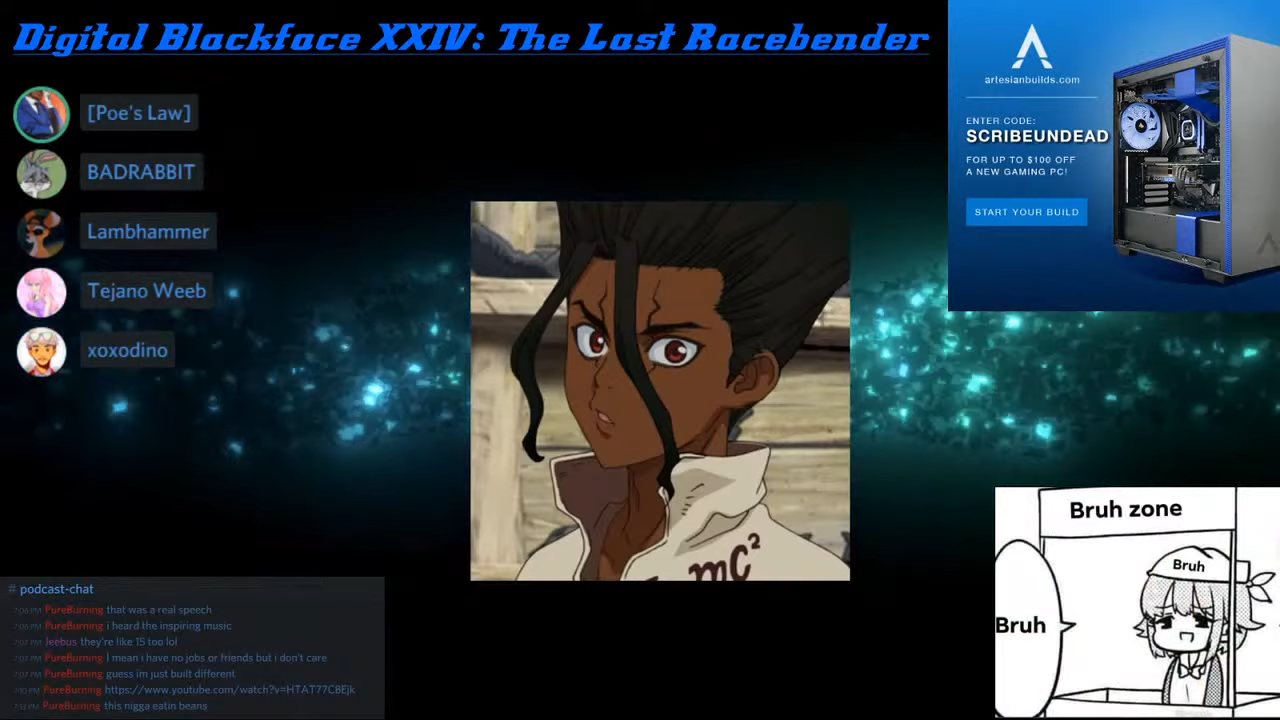 Digital Blackface XXIV: The Last Racebender
[Poe's Law]
BADRABBIT
Lambhammer
Tejano Weeb
xoxodino
artesianbuilds.com
ENTER CODE:
SCRIBEUNDEAD
FOR UP TO $100 OFF
A NEW GAMING PC!
START YOUR BUILD
mc²
Bruh zone
Bruh
Bruh
# podcast-chat
PureBurning that was a real speech
PureBurning i heard the inspiring music
Jeebus they're like 15 too lol
PureBurning I mean i have no jobs or friends but i don't care
PureBurning guess im just built different
PureBurning https://www.youtube.com/watch?v=HTAT77CBEjk
PureBurning this nigga eatin beans